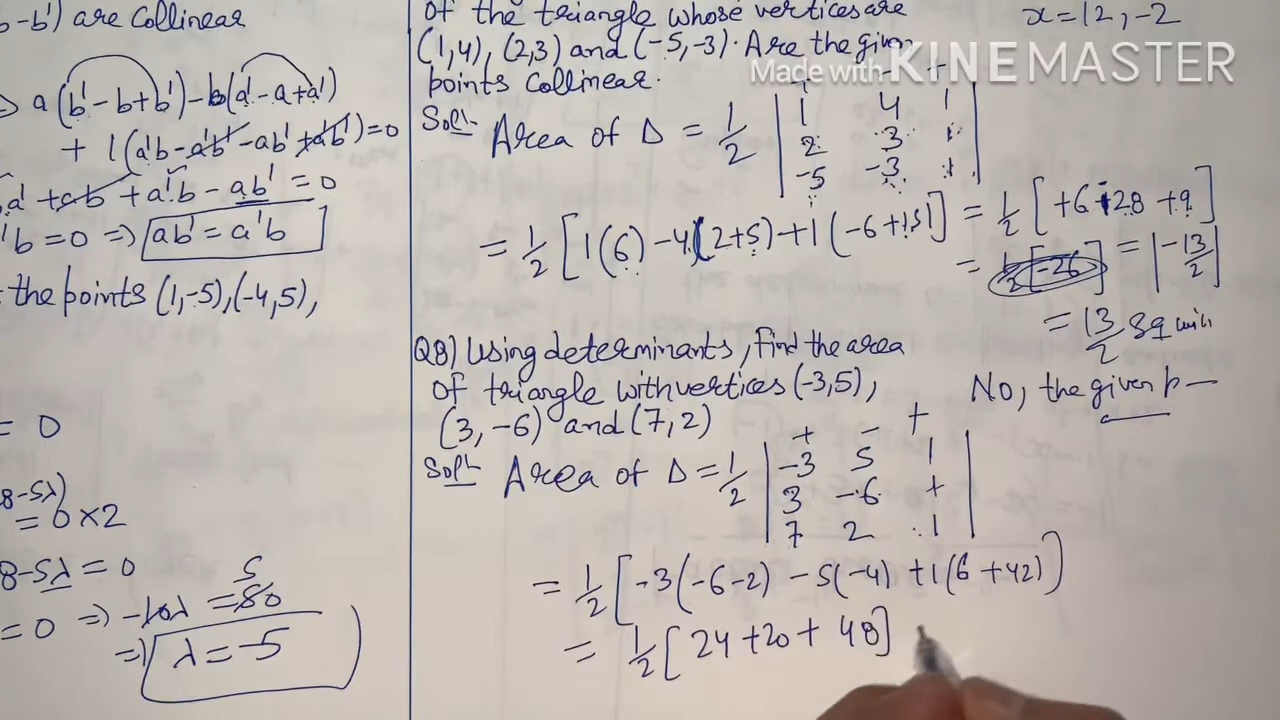 b-b') are collinear
a(b'-b+b')-b(a'-a+a')
+ 1(a'b-a'b'-ab'+a'b')=0
a'+ab+a'b-ab'=0
'b=0 => ab'=a'b
the points (1,-5),(-4,5),
= 0
8-5λ)
= 0×2
8-5λ=0
=0 => -10λ=50
5
=> λ=-5
of the triangle whose vertices are
(1,4), (2,3) and (-5,-3). Are the given
points collinear.
Sol:- Area of Δ = 1/2 | 1 4 1
2 3 1
-5 -3 1 |
= 1/2 [1(6) -4(2+5)+1(-6+15)] = 1/2 [+6-28+9]
= 1/2[-26] = |-13/2|
= 13/2 sq
No, the given p—
Q8) Using determinants, find the area
of triangle with vertices (-3,5),
(3,-6) and (7,2)
+ - +
Sol:- Area of Δ = 1/2 | -3 5 1
3 -6 1
7 2 1 |
= 1/2 [-3(-6-2) -5(-4) +1(6+42)]
= 1/2 [24+20+48]
x=12,-2
Made with KINEMASTER